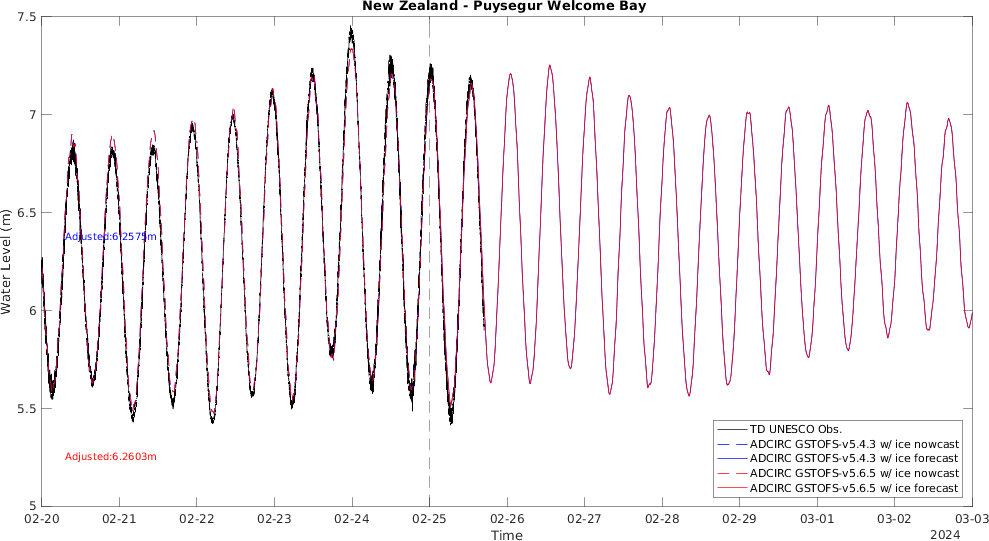 New Zealand - Puysegur Welcome Bay
7.5
7
6.5
6
5.5
5
Water Level (m)
Adjusted:6.2575m
Adjusted:6.2603m
TD UNESCO Obs.
ADCIRC GSTOFS-v5.4.3 w/ ice nowcast
ADCIRC GSTOFS-v5.4.3 w/ ice forecast
ADCIRC GSTOFS-v5.6.5 w/ ice nowcast
ADCIRC GSTOFS-v5.6.5 w/ ice forecast
02-20 02-21 02-22 02-23 02-24 02-25 02-26 02-27 02-28 02-29 03-01 03-02 03-03
Time
2024